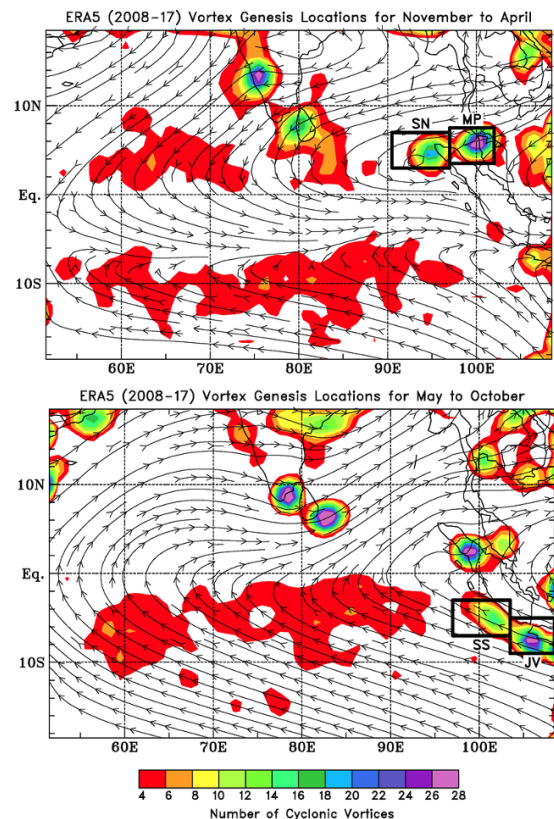 ERA5 (2008-17) Vortex Genesis Locations for November to April
10N
Eq.
10S
SN
MP
60E 70E 80E 90E 100E
ERA5 (2008-17) Vortex Genesis Locations for May to October
10N
Eq.
10S
SS
JV
60E 70E 80E 90E 100E
4 6 8 10 12 14 16 18 20 22 24 26 28
Number of Cyclonic Vortices